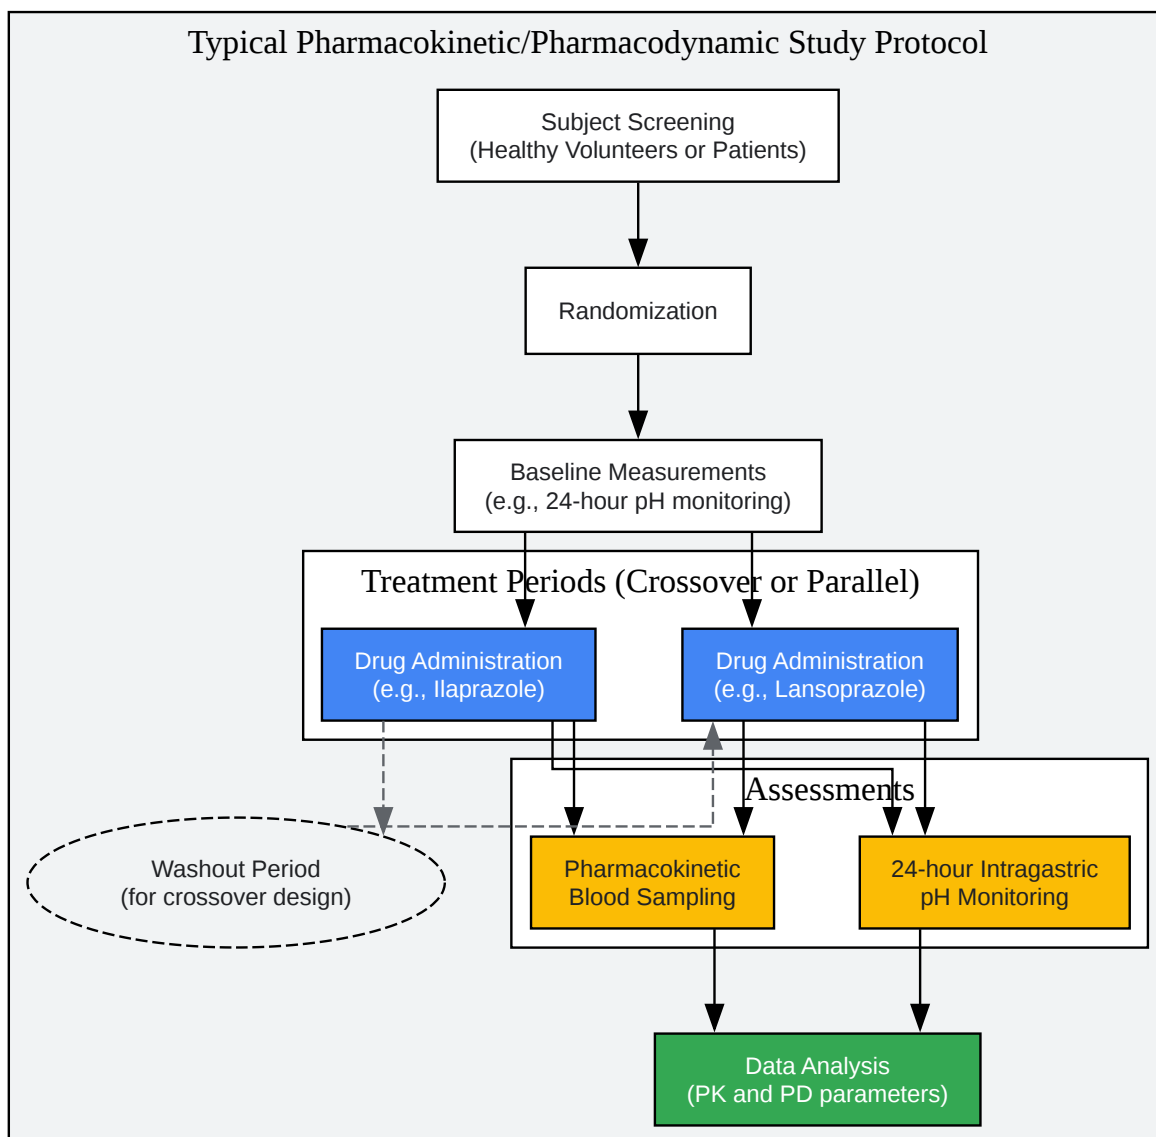 Typical Pharmacokinetic/Pharmacodynamic Study Protocol
Subject Screening
(Healthy Volunteers or Patients)
Randomization
Baseline Measurements
(e.g., 24-hour pH monitoring)
Treatment Periods (Crossover or Parallel)
Drug Administration
(e.g., Ilaprazole)
Drug Administration
(e.g., Lansoprazole)
Assessments
Washout Period
(for crossover design)
Pharmacokinetic
Blood Sampling
24-hour Intragastric
pH Monitoring
Data Analysis
(PK and PD parameters)